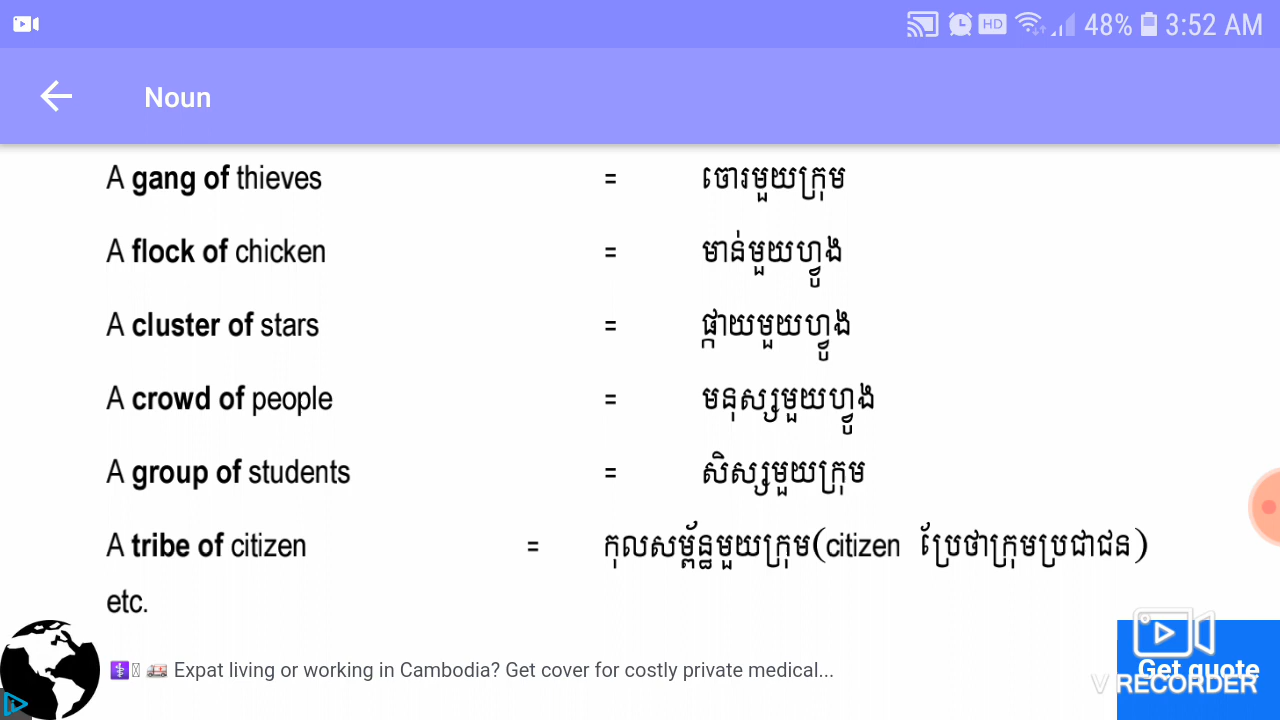 48% 3:52 AM
Noun
A gang of thieves = ចោរមួយក្រុម
A flock of chicken = មាន់មួយហ្វូង
A cluster of stars = ផ្កាយមួយហ្វូង
A crowd of people = មនុស្សមួយហ្វូង
A group of students = សិស្សមួយក្រុម
A tribe of citizen = កុលសម្ព័ន្ធមួយក្រុម(citizen ប្រែថាក្រុមប្រជាជន)
etc.
Expat living or working in Cambodia? Get cover for costly private medical...
Get quote
V RECORDER